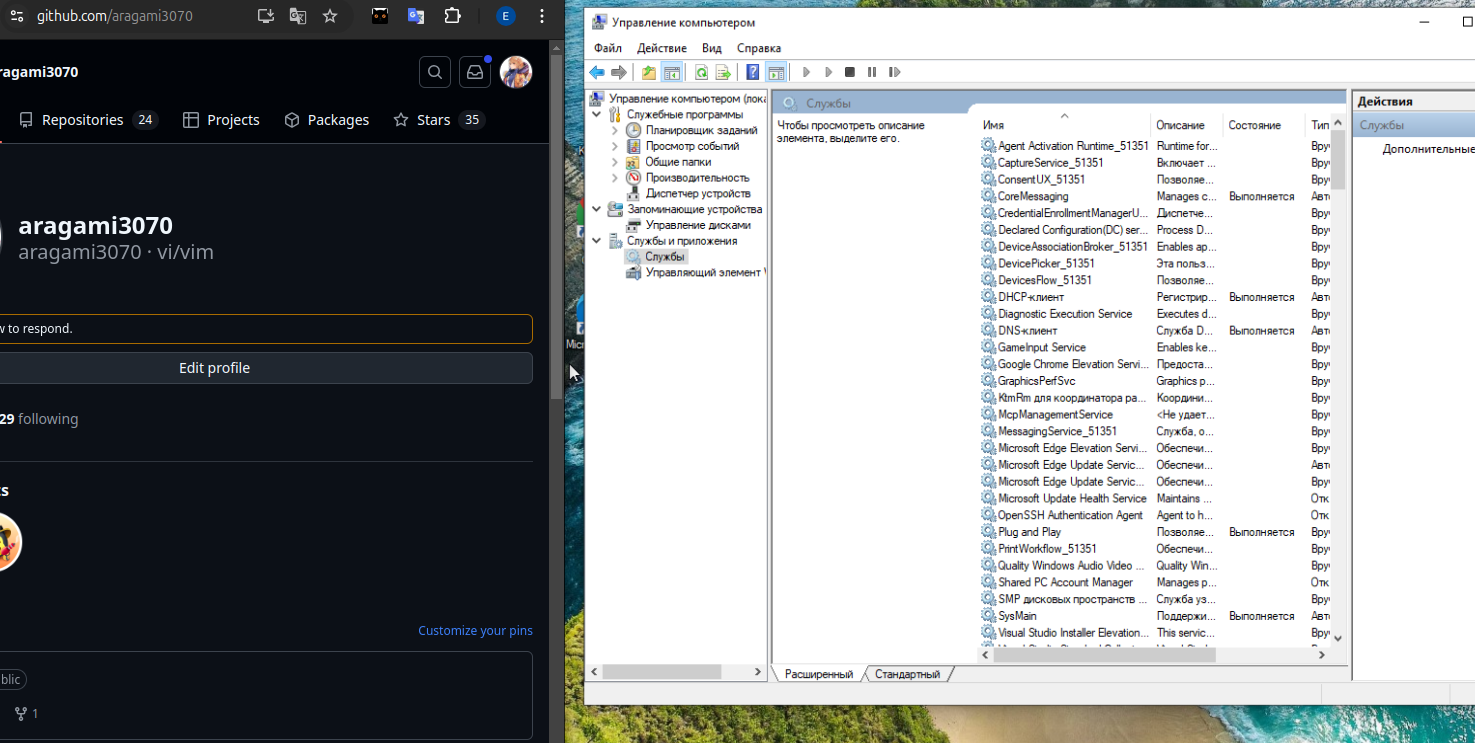 github.com/aragami3070
E
ragami3070
Repositories 24 Projects Packages Stars 35
aragami3070
aragami3070 · vi/vim
to respond.
Edit profile
29 following
Customize your pins
blic
1
Управление компьютером
Файл Действие Вид Справка
Управление компьютером (лока
Служебные программы
Планировщик заданий
Просмотр событий
Общие папки
Производительность
Диспетчер устройств
Запоминающие устройства
Управление дисками
Службы и приложения
Службы
Управляющий элемент
Службы
Чтобы просмотреть описание
элемента, выделите его.
Имя Описание Состояние Тип
Agent Activation Runtime_51351 Runtime for... Вру
CaptureService_51351 Включает ... Вру
ConsentUX_51351 Позволяе... Вру
CoreMessaging Manages c... Выполняется Авт
CredentialEnrollmentManagerU... Диспетче... Вру
Declared Configuration(DC) ser... Process D... Вру
DeviceAssociationBroker_51351 Enables ap... Вру
DevicePicker_51351 Эта польз... Вру
DevicesFlow_51351 Позволяе... Вру
DHCP-клиент Регистрир... Выполняется Авт
Diagnostic Execution Service Executes d... Вру
DNS-клиент Служба D... Выполняется Авт
GameInput Service Enables ke... Вру
Google Chrome Elevation Servi... Предоста... Вру
GraphicsPerfSvc Graphics p... Вру
KtmRm для координатора ра... Координи... Вру
McpManagementService <Не удает... Вру
MessagingService_51351 Служба, о... Вру
Microsoft Edge Elevation Servi... Обеспечи... Вру
Microsoft Edge Update Servic... Обеспечи... Авт
Microsoft Edge Update Servic... Обеспечи... Вру
Microsoft Update Health Service Maintains ... Отк
OpenSSH Authentication Agent Agent to h... Отк
Plug and Play Позволяе... Выполняется Вру
PrintWorkflow_51351 Обеспечи... Вру
Quality Windows Audio Video ... Quality Win... Вру
Shared PC Account Manager Manages p... Отк
SMP дисковых пространств ... Служба уз... Вру
SysMain Поддержи... Выполняется Авт
Visual Studio Installer Elevation... This servic... Вру
Расширенный Стандартный
Действия
Службы
Дополнительные
Micr